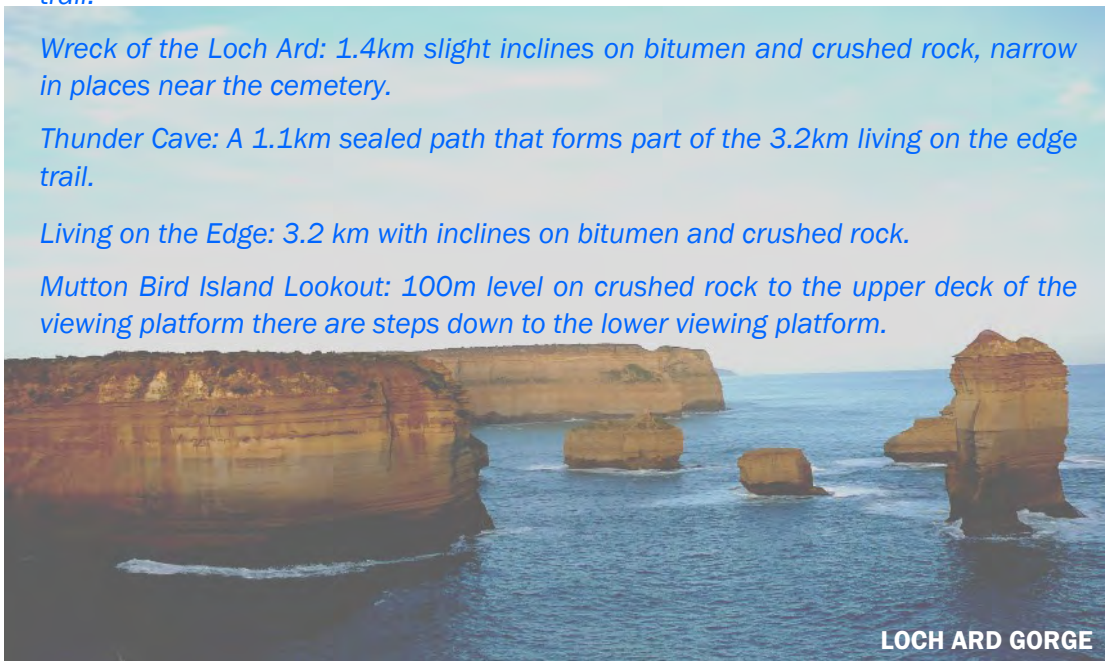 trail.
Wreck of the Loch Ard: 1.4km slight inclines on bitumen and crushed rock, narrow
in places near the cemetery.
Thunder Cave: A 1.1km sealed path that forms part of the 3.2km living on the edge
trail.
Living on the Edge: 3.2 km with inclines on bitumen and crushed rock.
Mutton Bird Island Lookout: 100m level on crushed rock to the upper deck of the
viewing platform there are steps down to the lower viewing platform.
LOCH ARD GORGE